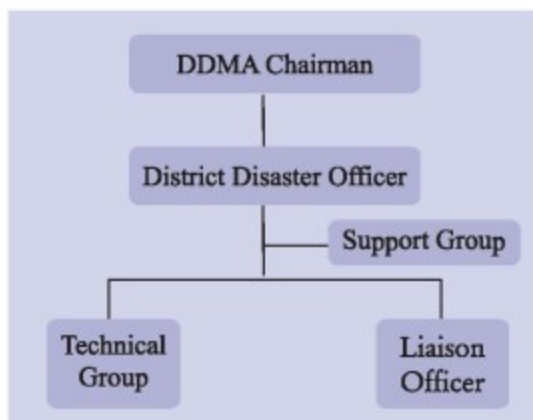 DDMA Chairman
District Disaster Officer
Support Group
Technical
Group
Liaison
Officer